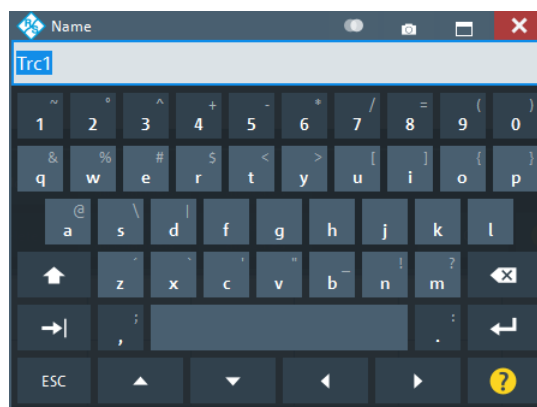 Name
Trc1
~ ° ^ + - * / = ( )
1 2 3 4 5 6 7 8 9 0
& % # $ < > [ ] { }
q w e r t y u i o p
@ \ |
a s d f g h j k l
´ ` ' " _ ! ?
z x c v b n m
; :
, .
ESC ?